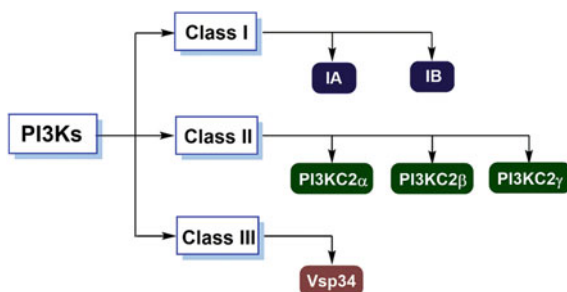 Class I
IA
IB
PI3Ks
Class II
PI3KC2α
PI3KC2β
PI3KC2γ
Class III
Vsp34